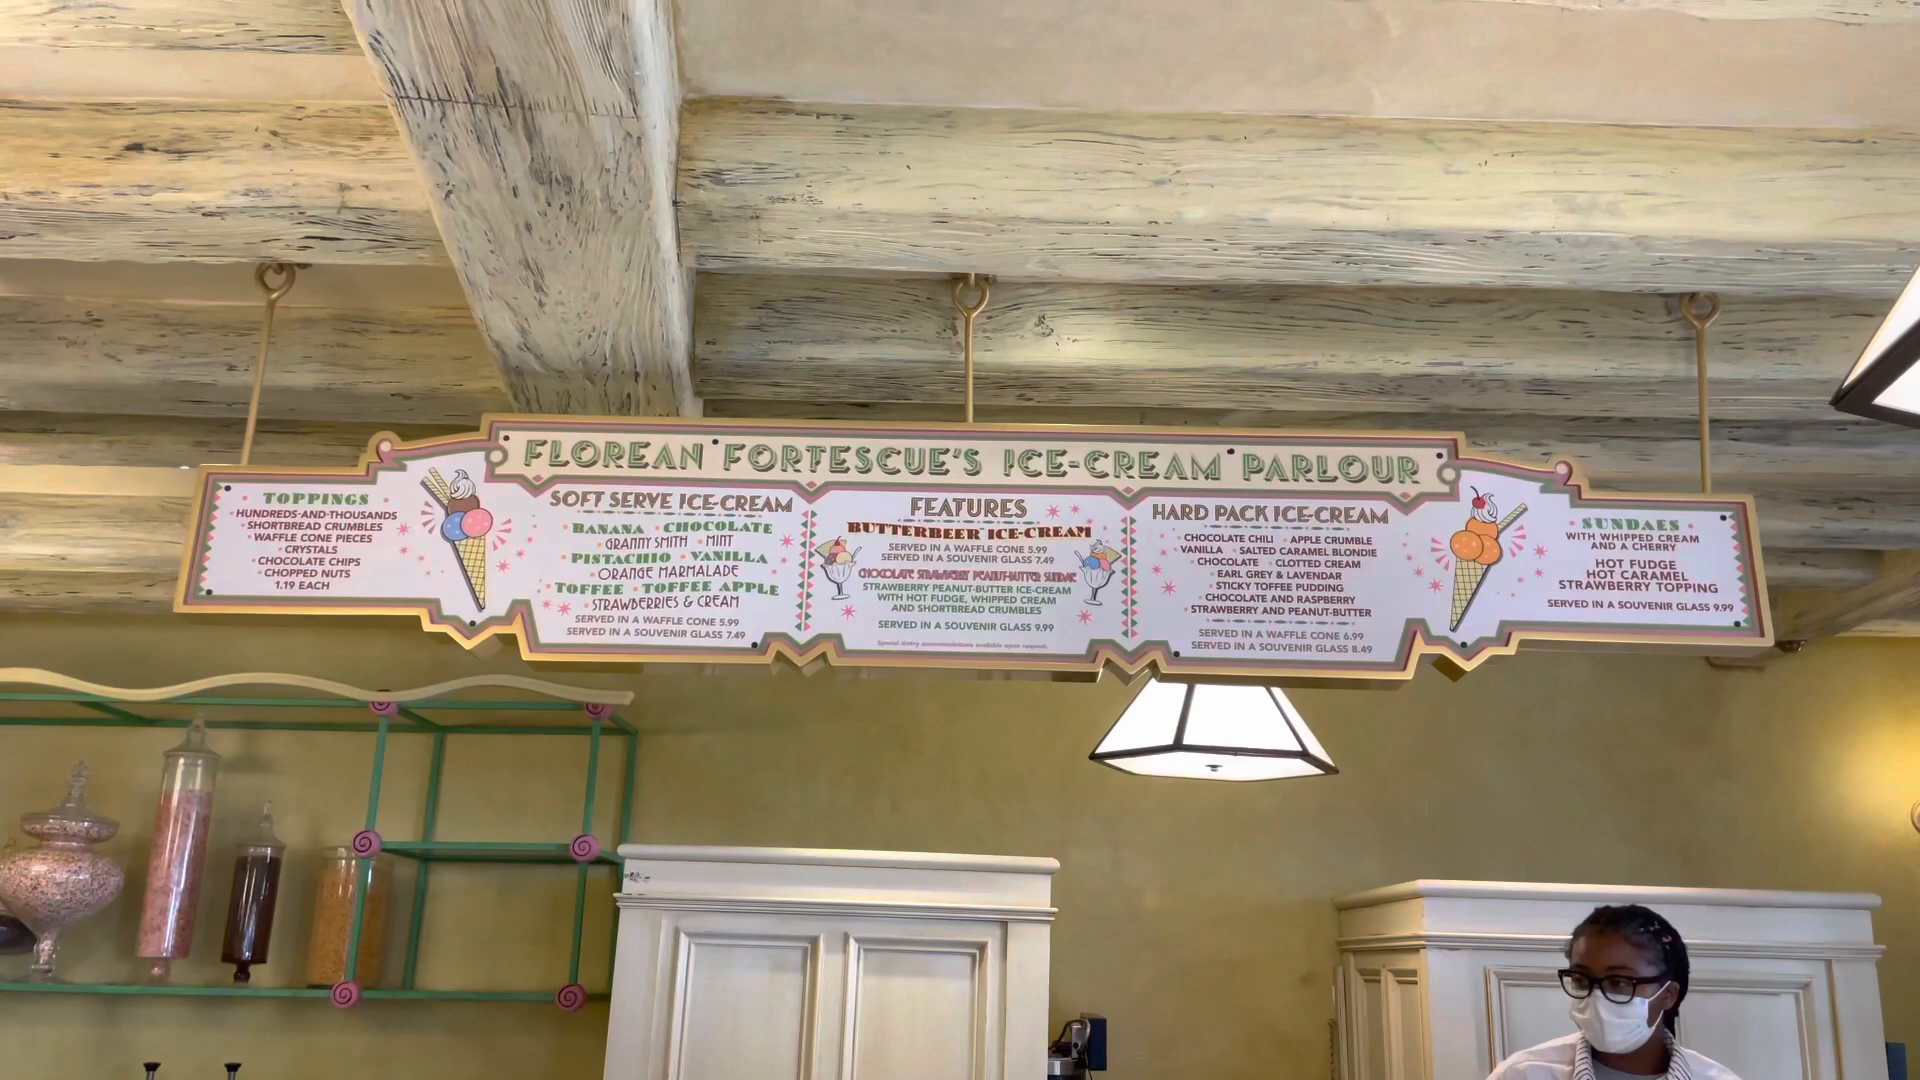 FLOREAN FORTESCUE'S ICE-CREAM PARLOUR
TOPPINGS
HUNDREDS-AND-THOUSANDS
SHORTBREAD CRUMBLES
WAFFLE CONE PIECES
CRYSTALS
CHOCOLATE CHIPS
CHOPPED NUTS
1.19 EACH
SOFT SERVE ICE-CREAM
BANANA • CHOCOLATE
GRANNY SMITH • MINT
PISTACHIO • VANILLA
ORANGE MARMALADE
TOFFEE • TOFFEE APPLE
STRAWBERRIES & CREAM
SERVED IN A WAFFLE CONE 5.99
SERVED IN A SOUVENIR GLASS 7.49
FEATURES
BUTTERBEER™ ICE-CREAM
SERVED IN A WAFFLE CONE 5.99
SERVED IN A SOUVENIR GLASS 7.49
CHOCOLATE STRAWBERRY PEANUT-BUTTER SUNDAE
STRAWBERRY PEANUT-BUTTER ICE-CREAM
WITH HOT FUDGE, WHIPPED CREAM
AND SHORTBREAD CRUMBLES
SERVED IN A SOUVENIR GLASS 9.99
Special dietary accommodations available upon request.
HARD PACK ICE-CREAM
CHOCOLATE CHILI • APPLE CRUMBLE
VANILLA • SALTED CARAMEL BLONDIE
CHOCOLATE • CLOTTED CREAM
EARL GREY & LAVENDAR
STICKY TOFFEE PUDDING
CHOCOLATE AND RASPBERRY
STRAWBERRY AND PEANUT-BUTTER
SERVED IN A WAFFLE CONE 6.99
SERVED IN A SOUVENIR GLASS 8.49
SUNDAES
WITH WHIPPED CREAM
AND A CHERRY
HOT FUDGE
HOT CARAMEL
STRAWBERRY TOPPING
SERVED IN A SOUVENIR GLASS 9.99